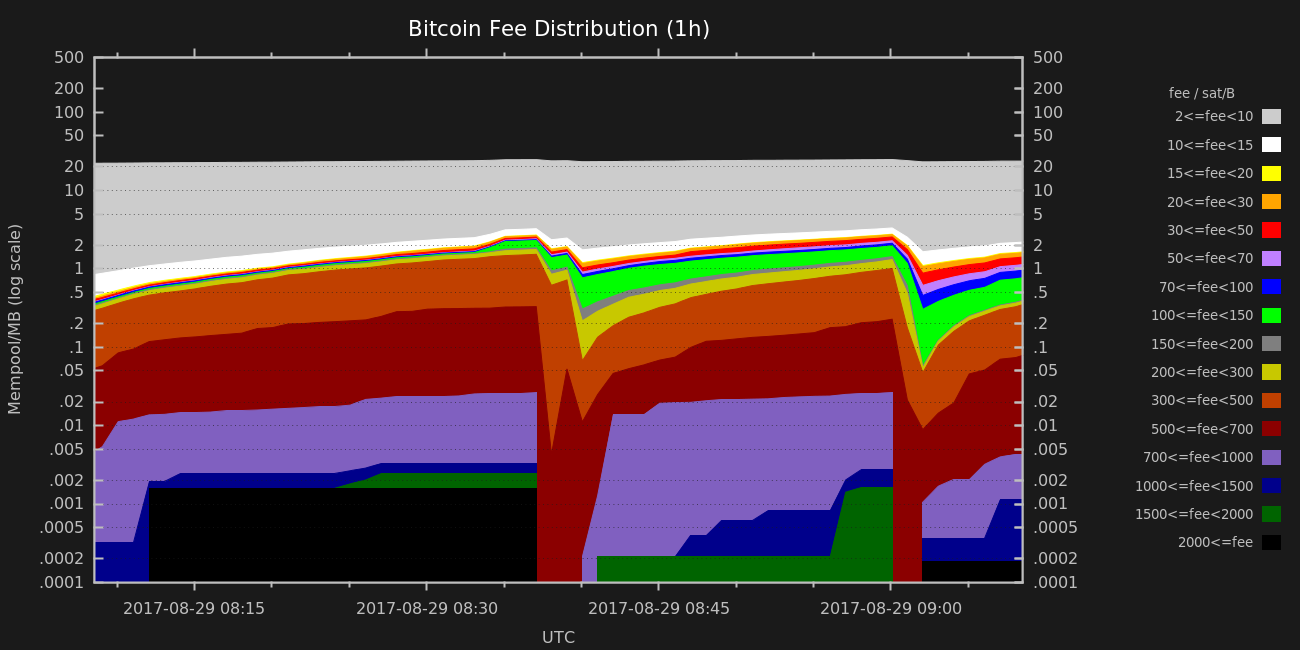 Bitcoin Fee Distribution (1h)
Mempool/MB (log scale)
500
200
100
50
20
10
5
2
1
.5
.2
.1
.05
.02
.01
.005
.002
.001
.0005
.0002
.0001
500
200
100
50
20
10
5
2
1
.5
.2
.1
.05
.02
.01
.005
.002
.001
.0005
.0002
.0001
2017-08-29 08:15
2017-08-29 08:30
2017-08-29 08:45
2017-08-29 09:00
UTC
fee / sat/B
2<=fee<10
10<=fee<15
15<=fee<20
20<=fee<30
30<=fee<50
50<=fee<70
70<=fee<100
100<=fee<150
150<=fee<200
200<=fee<300
300<=fee<500
500<=fee<700
700<=fee<1000
1000<=fee<1500
1500<=fee<2000
2000<=fee